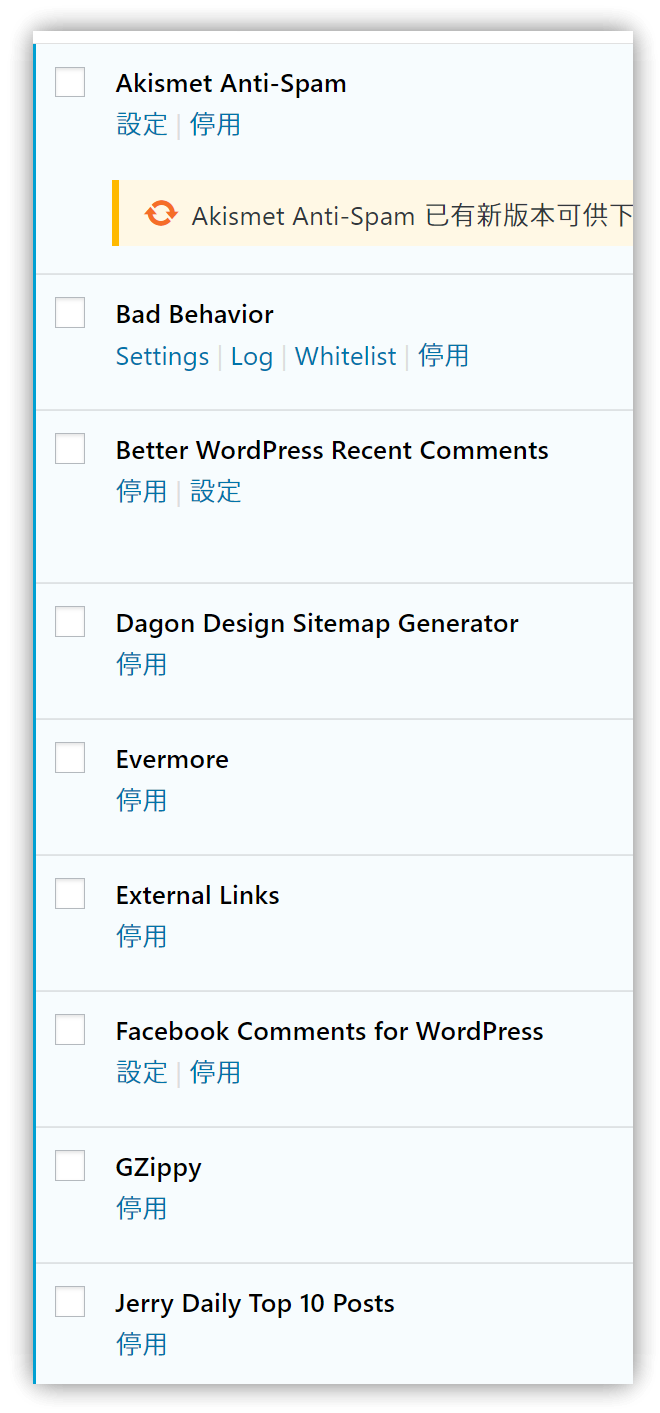 Akismet Anti-Spam
設定 | 停用
Akismet Anti-Spam 已有新版本可供下
Bad Behavior
Settings | Log | Whitelist | 停用
Better WordPress Recent Comments
停用 | 設定
Dagon Design Sitemap Generator
停用
Evermore
停用
External Links
停用
Facebook Comments for WordPress
設定 | 停用
GZippy
停用
Jerry Daily Top 10 Posts
停用